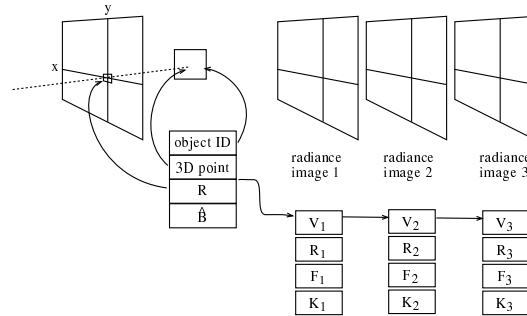 y
x
object ID
3D point
R
B̂
radiance image 1
radiance image 2
radiance image 3
V1
R1
F1
K1
V2
R2
F2
K2
V3
R3
F3
K3